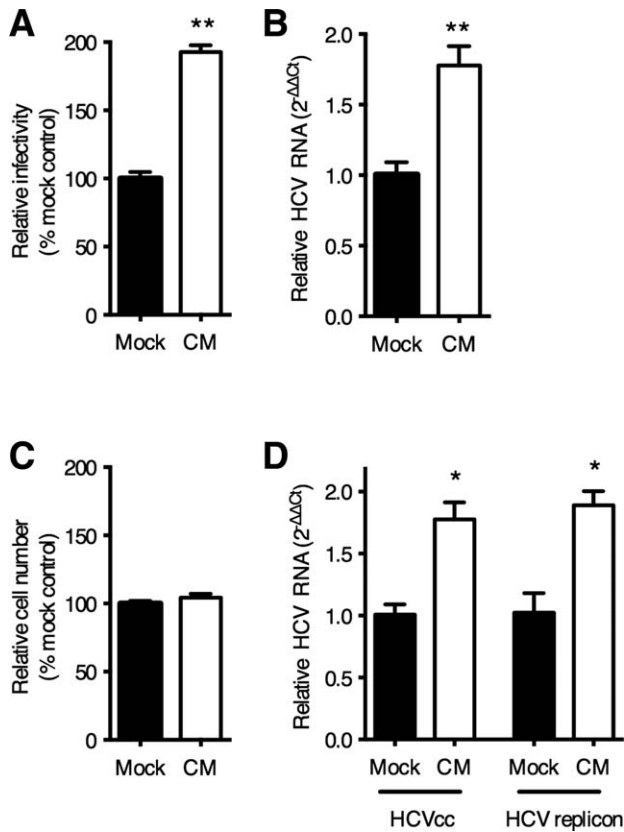 A
Relative infectivity
(% mock control)
200
150
100
50
0
**
Mock CM
B
Relative HCV RNA (2-ΔΔCt)
2.0
1.5
1.0
0.5
0.0
**
Mock CM
C
Relative cell number
(% mock control)
200
150
100
50
0
Mock CM
D
Relative HCV RNA (2-ΔΔCt)
2.0
1.5
1.0
0.5
0.0
* *
Mock CM Mock CM
HCVcc HCV replicon